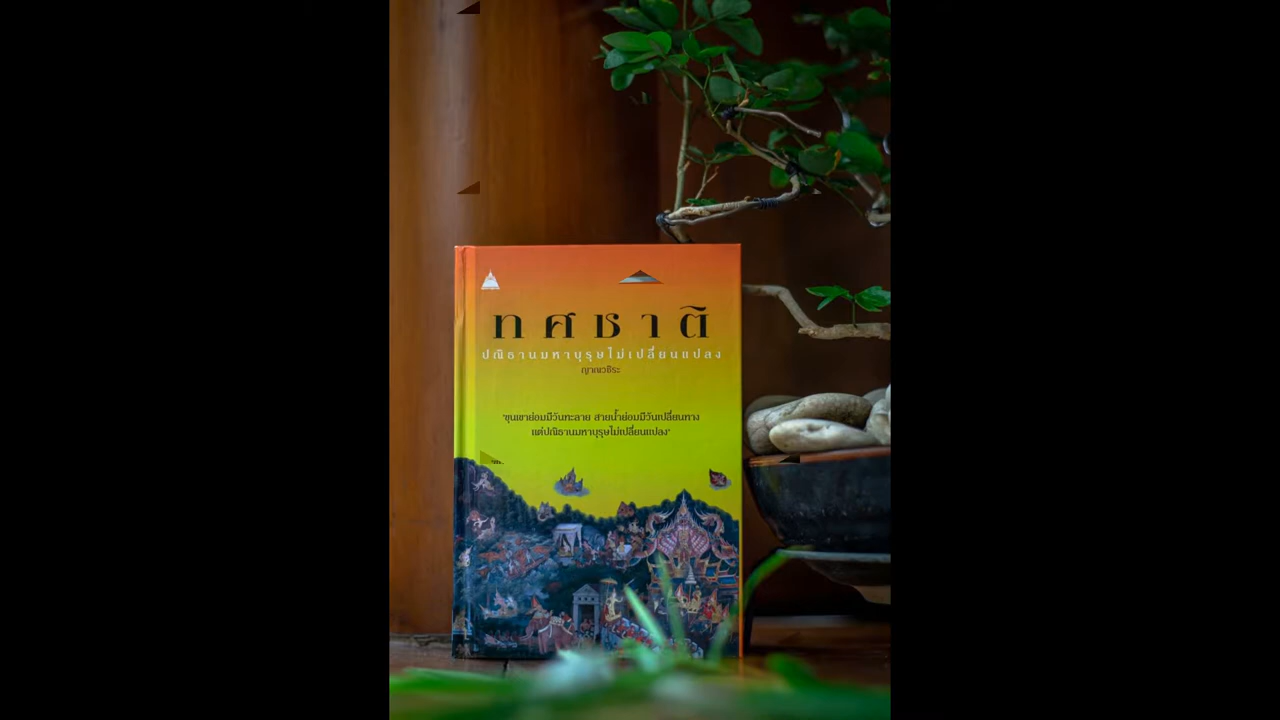 ทศชาติ
ปณิธานมหาบุรุษไม่เปลี่ยนแปลง
ญาณวชิระ
"ขุนเขาย่อมมีวันทะลาย สายน้ำย่อมมีวันเปลี่ยนทาง
แต่ปณิธานมหาบุรุษไม่เปลี่ยนแปลง"